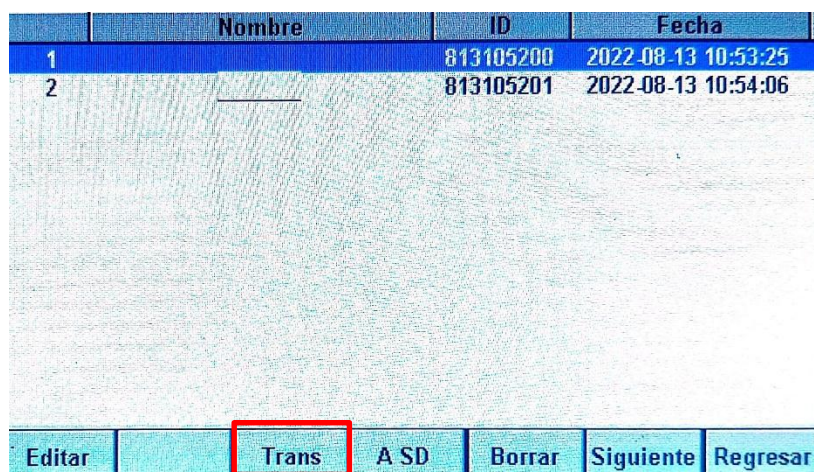 Nombre ID Fecha
1 813105200 2022-08-13 10:53:25
2 813105201 2022-08-13 10:54:06
Editar Trans A SD Borrar Siguiente Regresar